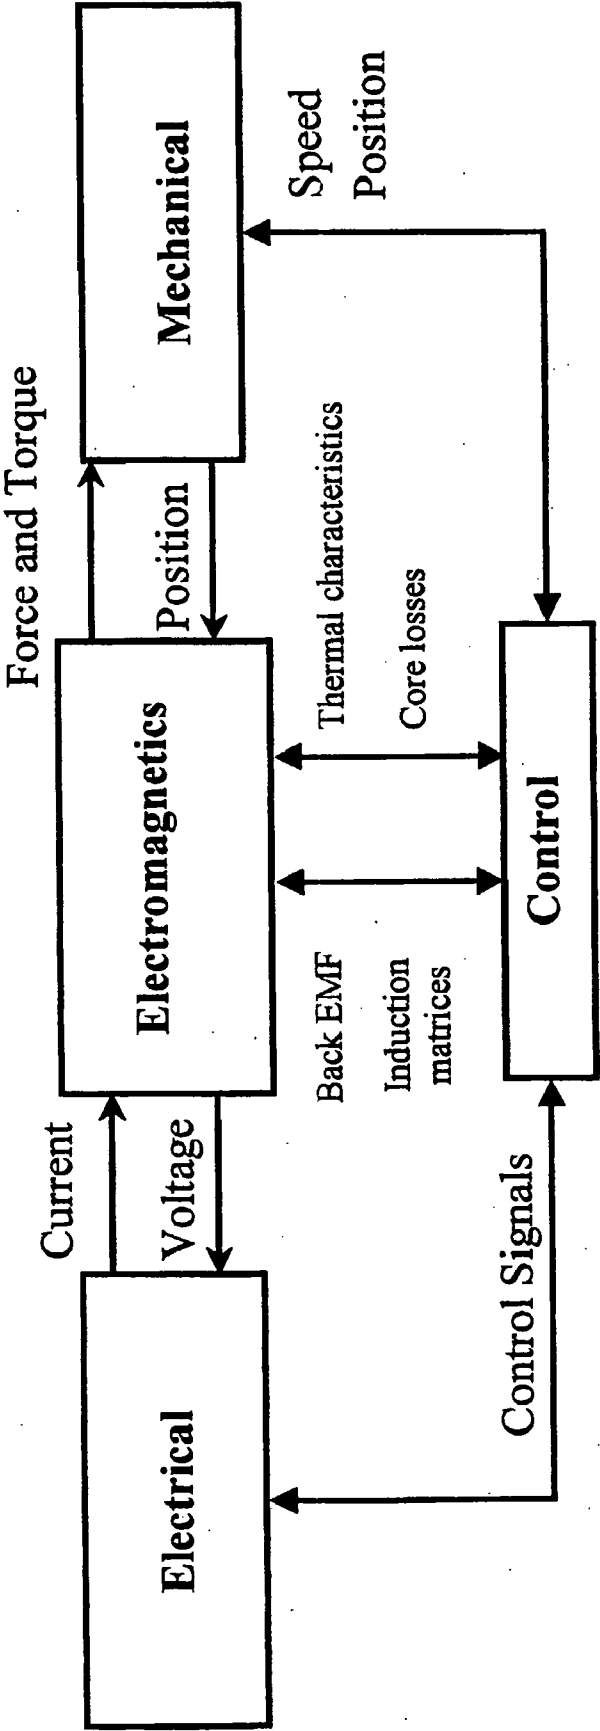 Force and Torque
Current
Electrical
Electromagnetics
Mechanical
Voltage
Position
Back EMF
Induction
matrices
Thermal characteristics
Core losses
Speed
Position
Control Signals
Control